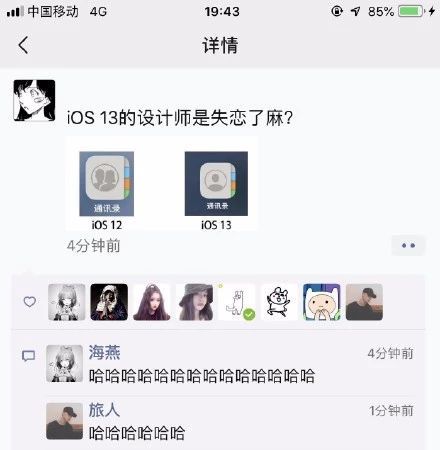 中国移动 4G 19:43 85%
详情
iOS 13的设计师是失恋了麻?
通讯录 通讯录
iOS 12 iOS 13
4分钟前
海燕 4分钟前
哈哈哈哈哈哈哈哈哈哈哈哈哈哈
旅人 1分钟前
哈哈哈哈哈哈